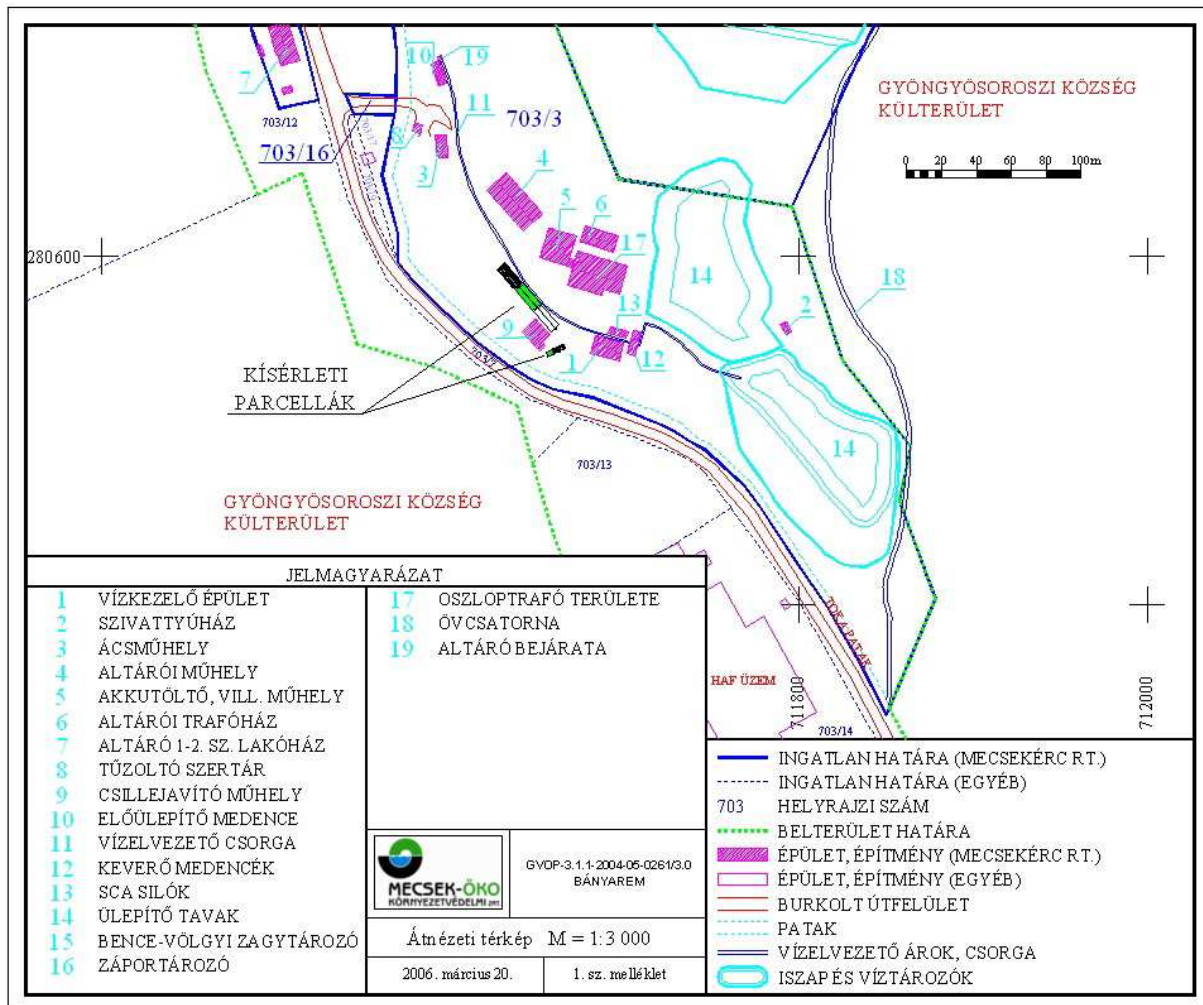 10
19
7
GYÖNGYÖSOROSZI KÖZSÉG
KÜLTERÜLET
11
703/3
703/12
8
703/16
3
4
0 20 40 60 80 100m
5
6
17
280600
14
18
13
2
9
1
12
KÍSÉRLETI
PARCELLÁK
14
703/13
GYÖNGYÖSOROSZI KÖZSÉG
KÜLTERÜLET
TOKA PATAK
HAF ÜZEM
711800
712000
703/14
JELMAGYARÁZAT
1 VÍZKEZELŐ ÉPÜLET
2 SZIVATTYÚHÁZ
3 ÁCSMŰHELY
4 ALTÁRÓI MŰHELY
5 AKKUTÖLTŐ, VILL. MŰHELY
6 ALTÁRÓI TRAFÓHÁZ
7 ALTÁRÓ 1-2. SZ. LAKÓHÁZ
8 TŰZOLTÓ SZERTÁR
9 CSILLEJAVÍTÓ MŰHELY
10 ELŐÜLEPÍTŐ MEDENCE
11 VÍZELVEZETŐ CSORGA
12 KEVERŐ MEDENCÉK
13 SCA SILÓK
14 ÜLEPÍTŐ TAVAK
15 BENCE-VÖLGYI ZAGYTÁROZÓ
16 ZÁPORTÁROZÓ
17 OSZLOPTRAFÓ TERÜLETE
18 ÖVCSATORNA
19 ALTÁRÓ BEJÁRATA
MECSEK-ÖKO
KÖRNYEZETVÉDELMI ZRT.
GVOP-3.1.1-2004-05-0261/3.0
BÁNYAREM
Átnézeti térkép M = 1:3 000
2006. március 20.
1. sz. melléklet
INGATLAN HATÁRA (MECSEKÉRC RT.)
INGATLAN HATÁRA (EGYÉB)
703 HELYRAJZI SZÁM
BELTERÜLET HATÁRA
ÉPÜLET, ÉPÍTMÉNY (MECSEKÉRC RT.)
ÉPÜLET, ÉPÍTMÉNY (EGYÉB)
BURKOLT ÚTFELÜLET
PATAK
VÍZELVEZETŐ ÁROK, CSORGA
ISZAP ÉS VÍZTÁROZÓK